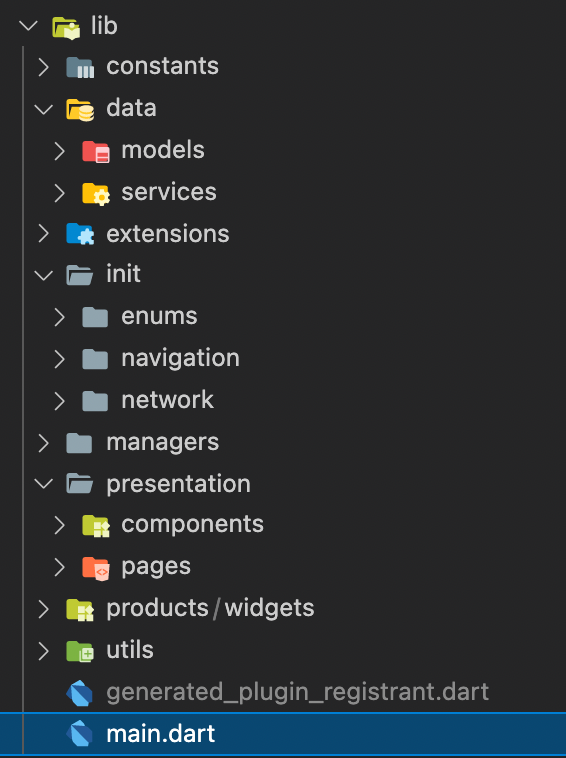 lib
constants
data
models
services
extensions
init
enums
navigation
network
managers
presentation
components
pages
products/widgets
utils
generated_plugin_registrant.dart
main.dart